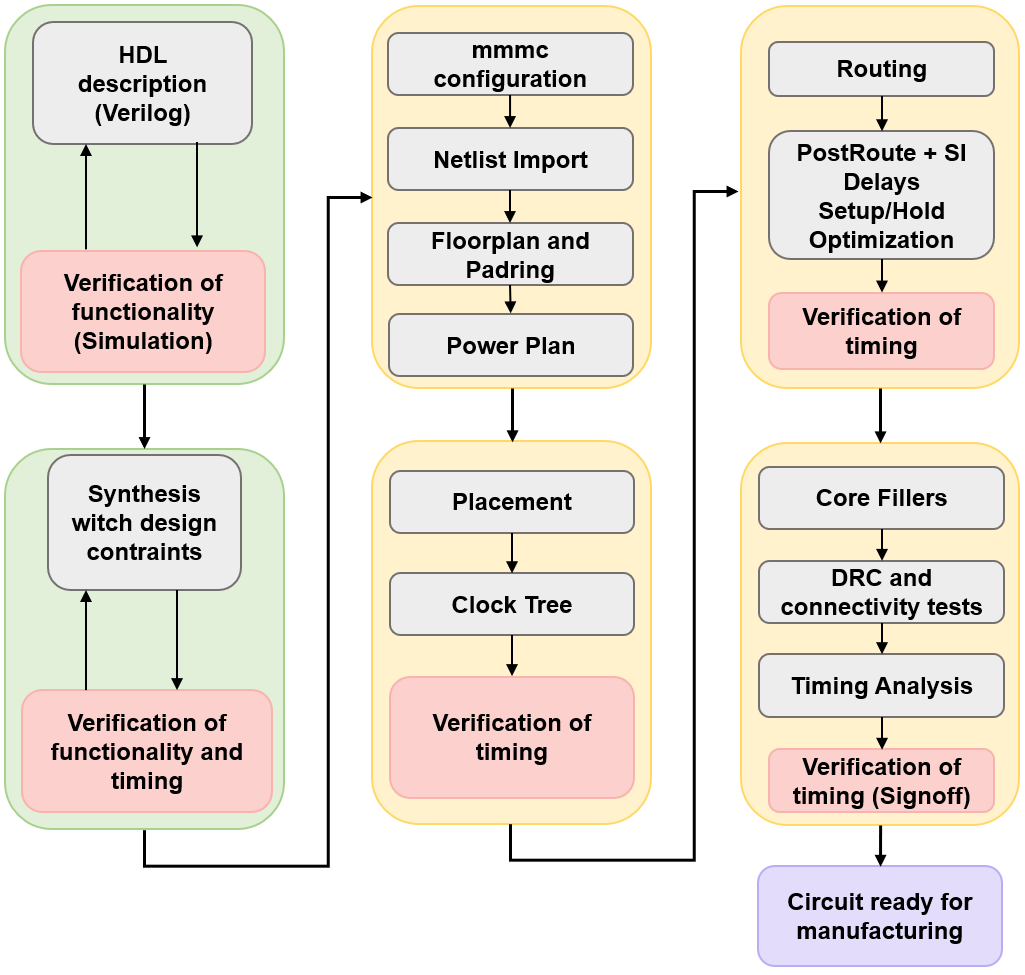 HDL
description
(Verilog)
Verification of
functionality
(Simulation)
Synthesis
witch design
contraints
Verification of
functionality and
timing
mmmc
configuration
Netlist Import
Floorplan and
Padring
Power Plan
Placement
Clock Tree
Verification of
timing
Routing
PostRoute + SI
Delays
Setup/Hold
Optimization
Verification of
timing
Core Fillers
DRC and
connectivity tests
Timing Analysis
Verification of
timing (Signoff)
Circuit ready for
manufacturing